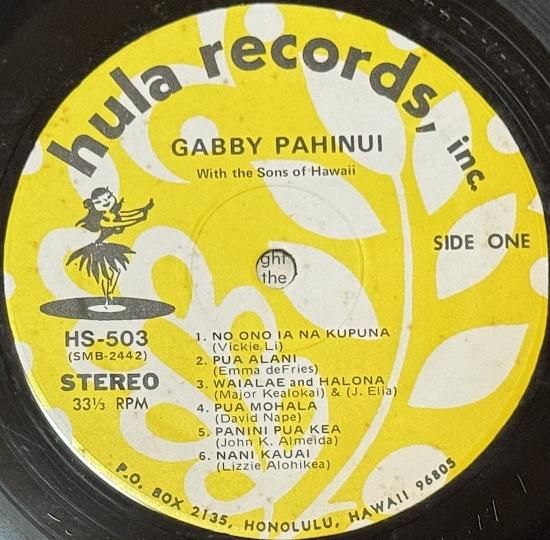 hula records, inc.
GABBY PAHINUI
With the Sons of Hawaii
SIDE ONE
ght
the
HS-503
(SMB-2442)
STEREO
33⅓ RPM
1. NO ONO IA NA KUPUNA
(Vickie Li)
2. PUA ALANI
(Emma deFries)
3. WAIALAE and HALONA
(Major Kealokai) & (J. Elia)
4. PUA MOHALA
(David Nape)
5. PANINI PUA KEA
(John K. Almeida)
6. NANI KAUAI
(Lizzie Alohikea)
P.O. BOX 2135, HONOLULU, HAWAII 96805